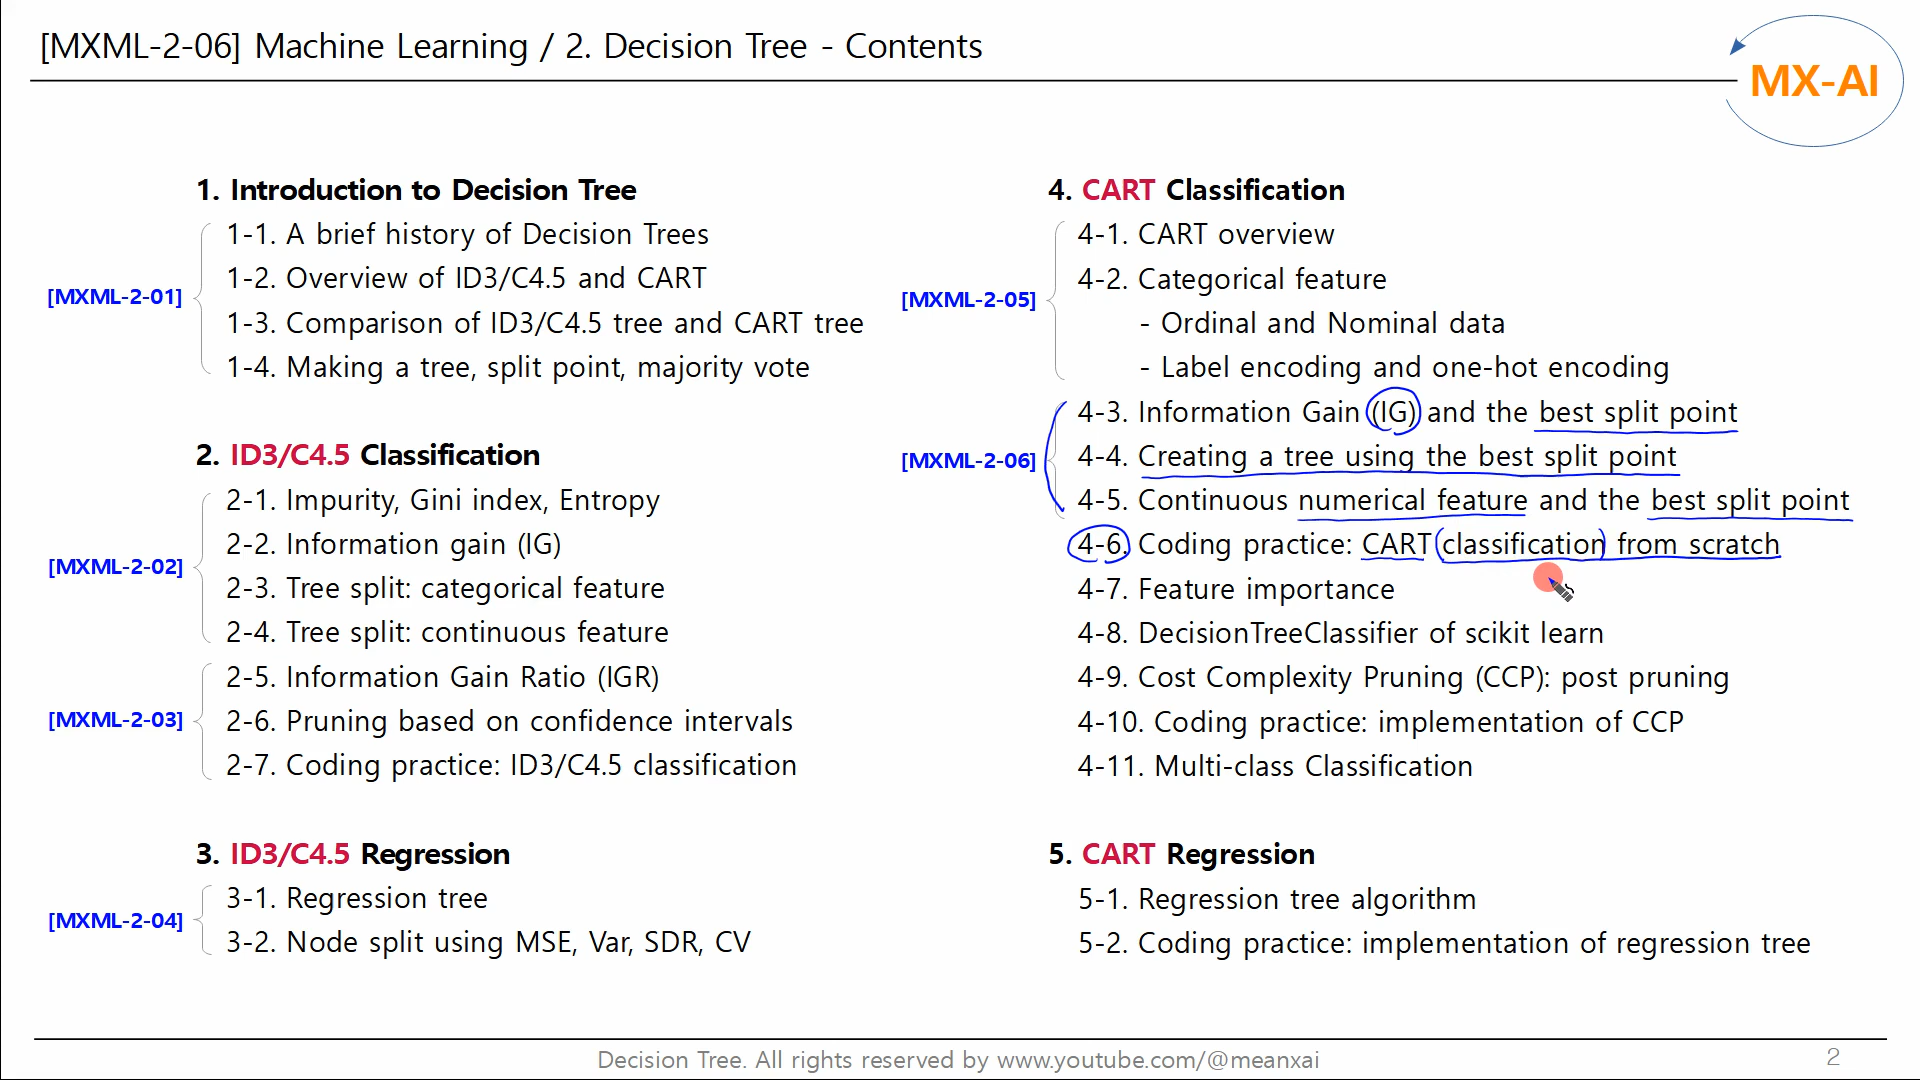 [MXML-2-06] Machine Learning / 2. Decision Tree - Contents
MX-AI
1. Introduction to Decision Tree
[MXML-2-01]
1-1. A brief history of Decision Trees
1-2. Overview of ID3/C4.5 and CART
1-3. Comparison of ID3/C4.5 tree and CART tree
1-4. Making a tree, split point, majority vote
2. ID3/C4.5 Classification
[MXML-2-02]
2-1. Impurity, Gini index, Entropy
2-2. Information gain (IG)
2-3. Tree split: categorical feature
2-4. Tree split: continuous feature
[MXML-2-03]
2-5. Information Gain Ratio (IGR)
2-6. Pruning based on confidence intervals
2-7. Coding practice: ID3/C4.5 classification
3. ID3/C4.5 Regression
[MXML-2-04]
3-1. Regression tree
3-2. Node split using MSE, Var, SDR, CV
4. CART Classification
[MXML-2-05]
4-1. CART overview
4-2. Categorical feature
- Ordinal and Nominal data
- Label encoding and one-hot encoding
[MXML-2-06]
4-3. Information Gain (IG) and the best split point
4-4. Creating a tree using the best split point
4-5. Continuous numerical feature and the best split point
4-6. Coding practice: CART classification from scratch
4-7. Feature importance
4-8. DecisionTreeClassifier of scikit learn
4-9. Cost Complexity Pruning (CCP): post pruning
4-10. Coding practice: implementation of CCP
4-11. Multi-class Classification
5. CART Regression
5-1. Regression tree algorithm
5-2. Coding practice: implementation of regression tree
Decision Tree. All rights reserved by www.youtube.com/@meanxai
2